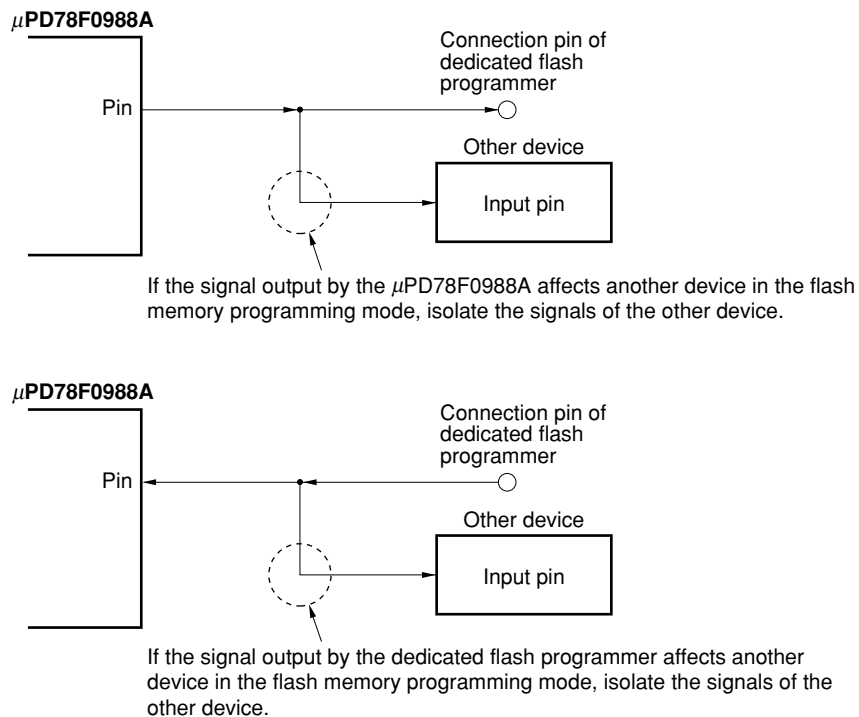 μPD78F0988A
Connection pin of
dedicated flash
programmer
Pin
Other device
Input pin
If the signal output by the μPD78F0988A affects another device in the flash
memory programming mode, isolate the signals of the other device.
μPD78F0988A
Connection pin of
dedicated flash
programmer
Pin
Other device
Input pin
If the signal output by the dedicated flash programmer affects another
device in the flash memory programming mode, isolate the signals of the
other device.